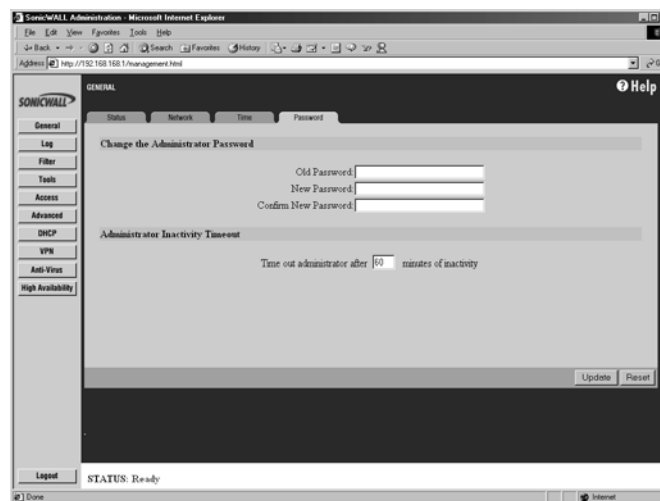 SonicWALL Administration - Microsoft Internet Explorer
File Edit View Favorites Tools Help
Back Search Favorites History
Address http://192.168.168.1/management.html
SONICWALL
GENERAL
Help
Status Network Time Password
General
Log
Filter
Tools
Access
Advanced
DHCP
VPN
Anti-Virus
High Availability
Change the Administrator Password
Old Password:
New Password:
Confirm New Password:
Administrator Inactivity Timeout
Time out administrator after 60 minutes of inactivity
Update Reset
Logout
STATUS: Ready
Done Internet